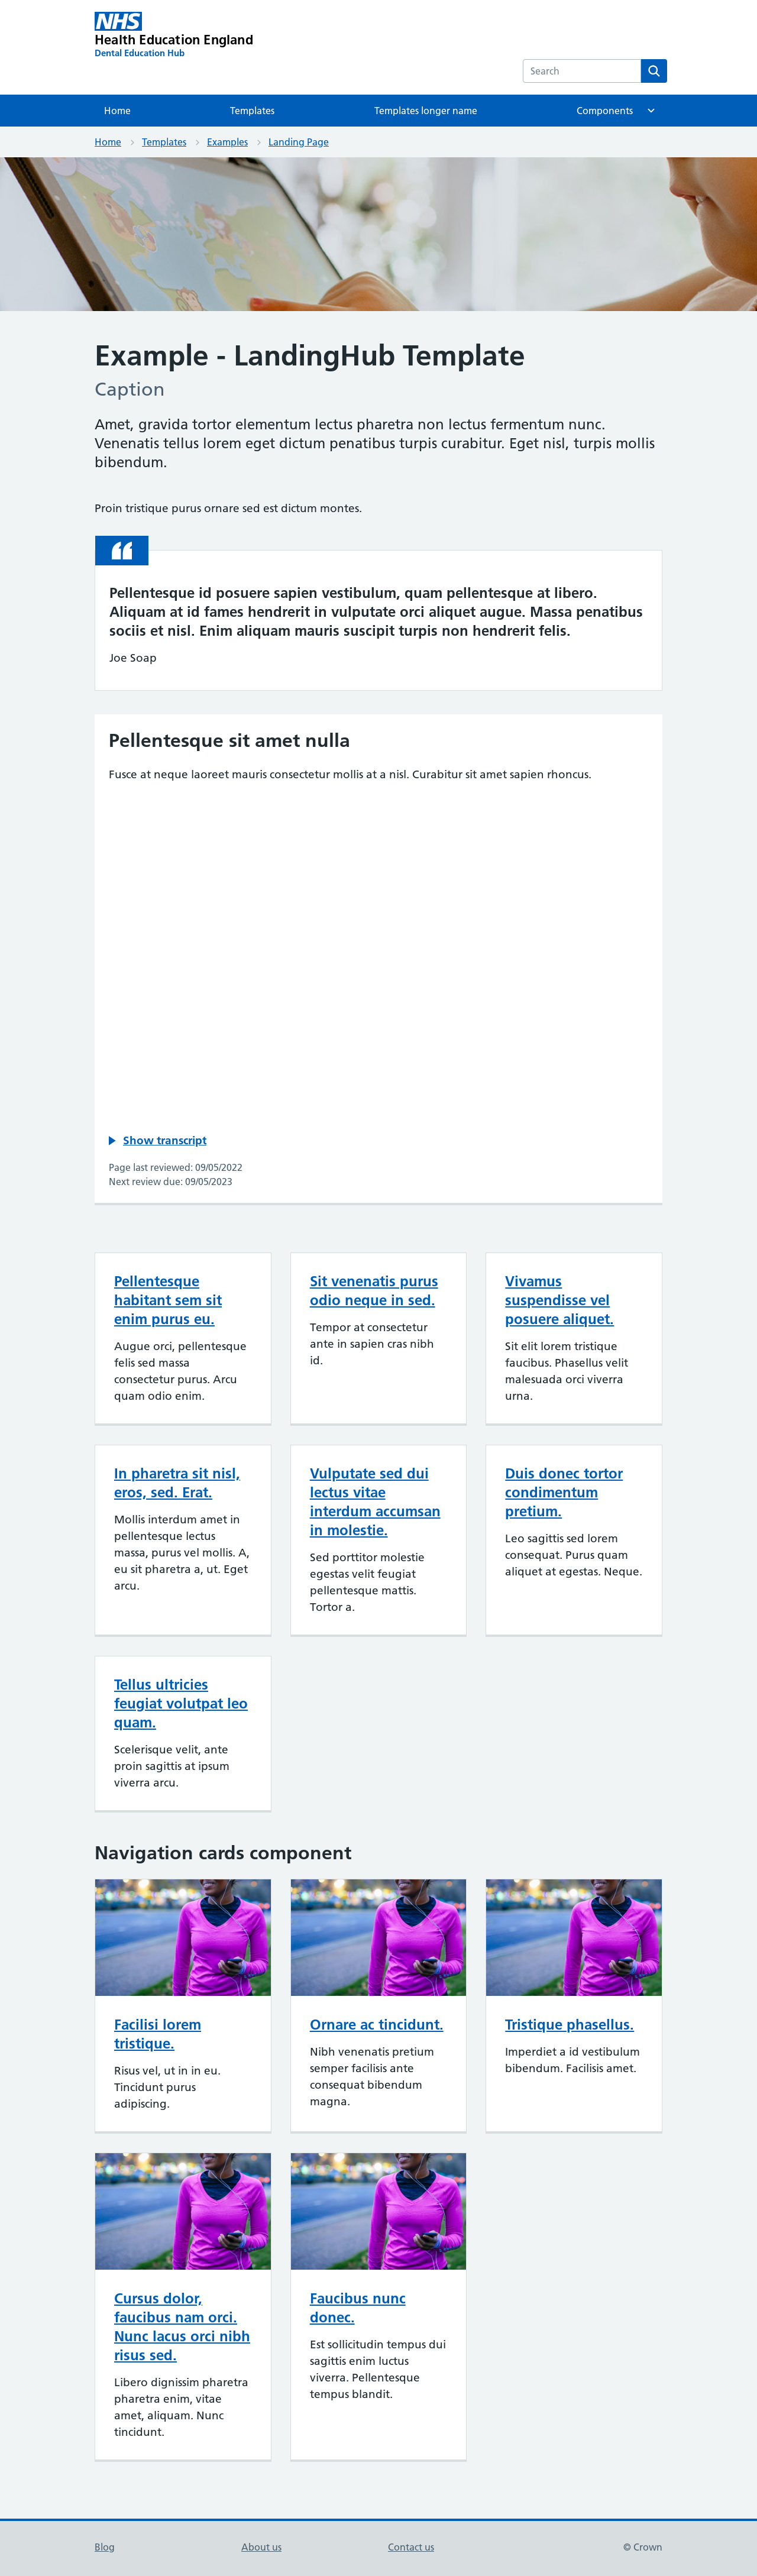 NHS
Health Education England
Dental Education Hub
Search
Home
Templates
Templates longer name
Components
Home
Templates
Examples
Landing Page
Example - LandingHub Template
Caption
Amet, gravida tortor elementum lectus pharetra non lectus fermentum nunc.
Venenatis tellus lorem eget dictum penatibus turpis curabitur. Eget nisl, turpis mollis
bibendum.
Proin tristique purus ornare sed est dictum montes.
Pellentesque id posuere sapien vestibulum, quam pellentesque at libero.
Aliquam at id fames hendrerit in vulputate orci aliquet augue. Massa penatibus
sociis et nisl. Enim aliquam mauris suscipit turpis non hendrerit felis.
Joe Soap
Pellentesque sit amet nulla
Fusce at neque laoreet mauris consectetur mollis at a nisl. Curabitur sit amet sapien rhoncus.
Show transcript
Page last reviewed: 09/05/2022
Next review due: 09/05/2023
Pellentesque
habitant sem sit
enim purus eu.
Augue orci, pellentesque
felis sed massa
consectetur purus. Arcu
quam odio enim.
Sit venenatis purus
odio neque in sed.
Tempor at consectetur
ante in sapien cras nibh
id.
Vivamus
suspendisse vel
posuere aliquet.
Sit elit lorem tristique
faucibus. Phasellus velit
malesuada orci viverra
urna.
In pharetra sit nisl,
eros, sed. Erat.
Mollis interdum amet in
pellentesque lectus
massa, purus vel mollis. A,
eu sit pharetra a, ut. Eget
arcu.
Vulputate sed dui
lectus vitae
interdum accumsan
in molestie.
Sed porttitor molestie
egestas velit feugiat
pellentesque mattis.
Tortor a.
Duis donec tortor
condimentum
pretium.
Leo sagittis sed lorem
consequat. Purus quam
aliquet at egestas. Neque.
Tellus ultricies
feugiat volutpat leo
quam.
Scelerisque velit, ante
proin sagittis at ipsum
viverra arcu.
Navigation cards component
Facilisi lorem
tristique.
Risus vel, ut in in eu.
Tincidunt purus
adipiscing.
Ornare ac tincidunt.
Nibh venenatis pretium
semper facilisis ante
consequat bibendum
magna.
Tristique phasellus.
Imperdiet a id vestibulum
bibendum. Facilisis amet.
Cursus dolor,
faucibus nam orci.
Nunc lacus orci nibh
risus sed.
Libero dignissim pharetra
pharetra enim, vitae
amet, aliquam. Nunc
tincidunt.
Faucibus nunc
donec.
Est sollicitudin tempus dui
sagittis enim luctus
viverra. Pellentesque
tempus blandit.
Blog
About us
Contact us
© Crown